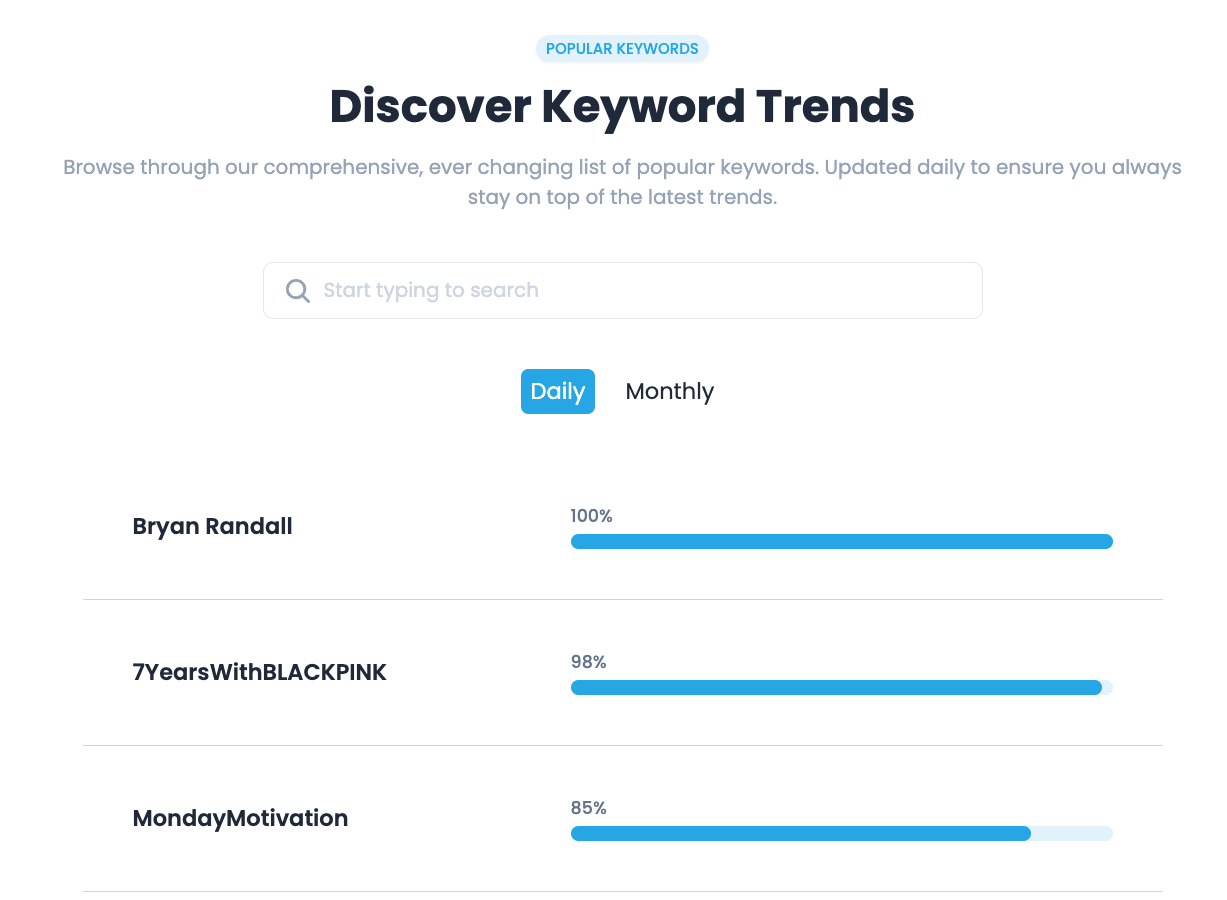 POPULAR KEYWORDS
Discover Keyword Trends
Browse through our comprehensive, ever changing list of popular keywords. Updated daily to ensure you always
stay on top of the latest trends.
Start typing to search
Daily Monthly
Bryan Randall 100%
7YearsWithBLACKPINK 98%
MondayMotivation 85%